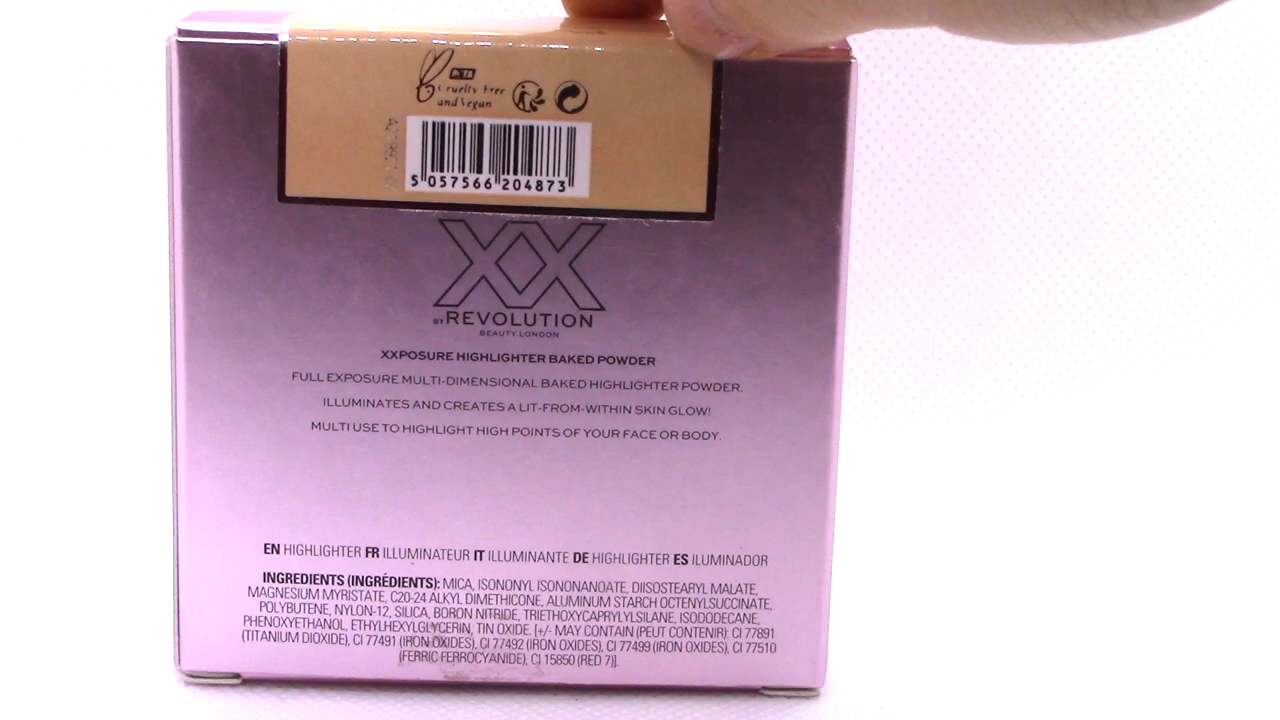 PETA
Cruelty Free
and Vegan
5 057566 204873
XX
BY REVOLUTION
BEAUTY LONDON
XXPOSURE HIGHLIGHTER BAKED POWDER
FULL EXPOSURE MULTI-DIMENSIONAL BAKED HIGHLIGHTER POWDER.
ILLUMINATES AND CREATES A LIT-FROM-WITHIN SKIN GLOW!
MULTI USE TO HIGHLIGHT HIGH POINTS OF YOUR FACE OR BODY.
EN HIGHLIGHTER FR ILLUMINATEUR IT ILLUMINANTE DE HIGHLIGHTER ES ILUMINADOR
INGREDIENTS (INGRÉDIENTS): MICA, ISONONYL ISONONANOATE, DIISOSTEARYL MALATE,
MAGNESIUM MYRISTATE, C20-24 ALKYL DIMETHICONE, ALUMINUM STARCH OCTENYLSUCCINATE,
POLYBUTENE, NYLON-12, SILICA, BORON NITRIDE, TRIETHOXYCAPRYLYLSILANE, ISODODECANE,
PHENOXYETHANOL, ETHYLHEXYLGLYCERIN, TIN OXIDE. [+/- MAY CONTAIN (PEUT CONTENIR): CI 77891
(TITANIUM DIOXIDE), CI 77491 (IRON OXIDES), CI 77492 (IRON OXIDES), CI 77499 (IRON OXIDES), CI 77510
(FERRIC FERROCYANIDE), CI 15850 (RED 7)].